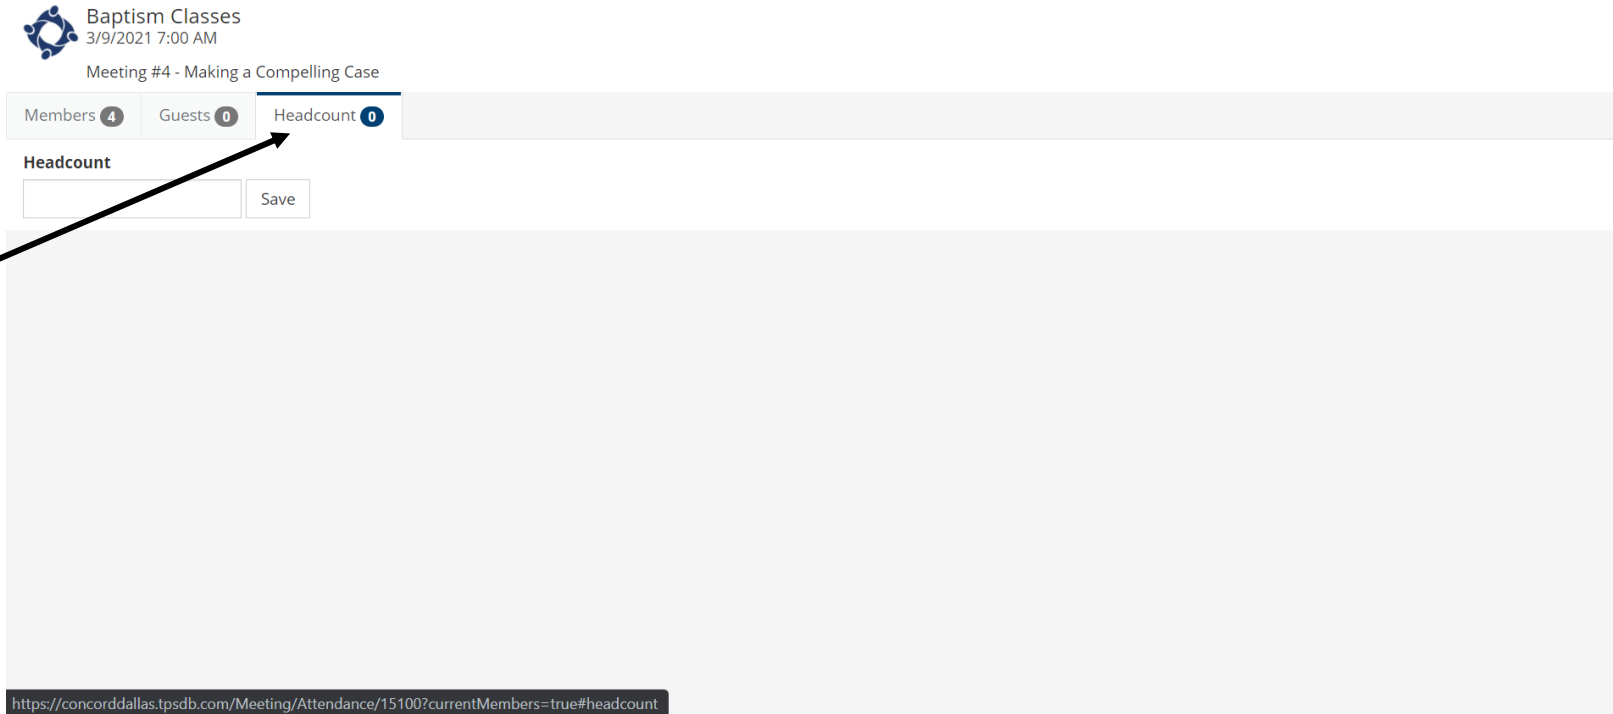 Baptism Classes
3/9/2021 7:00 AM
Meeting #4 - Making a Compelling Case
Members 4 Guests 0 Headcount 0
Headcount
Save
https://concorddallas.tpsdb.com/Meeting/Attendance/15100?currentMembers=true#headcount